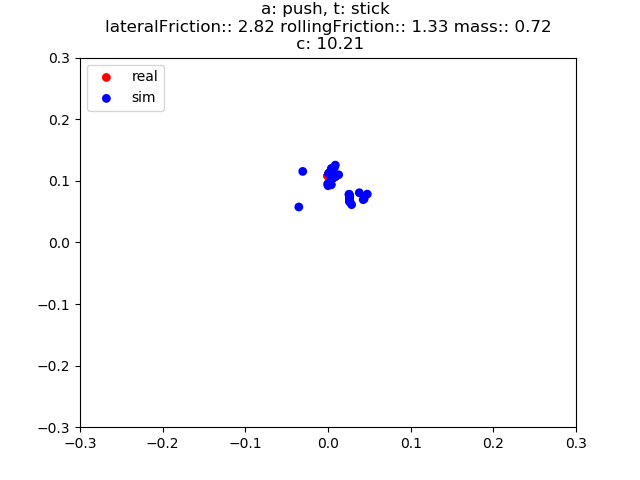 a: push, t: stick
lateralFriction:: 2.82 rollingFriction:: 1.33 mass:: 0.72
c: 10.21
real
sim
0.3
0.2
0.1
0.0
−0.1
−0.2
−0.3
−0.3 −0.2 −0.1 0.0 0.1 0.2 0.3